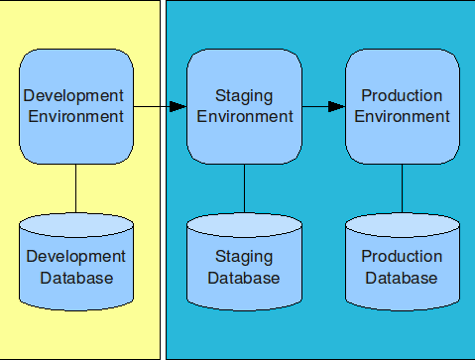 Development
Environment
Staging
Environment
Production
Environment
Development
Database
Staging
Database
Production
Database